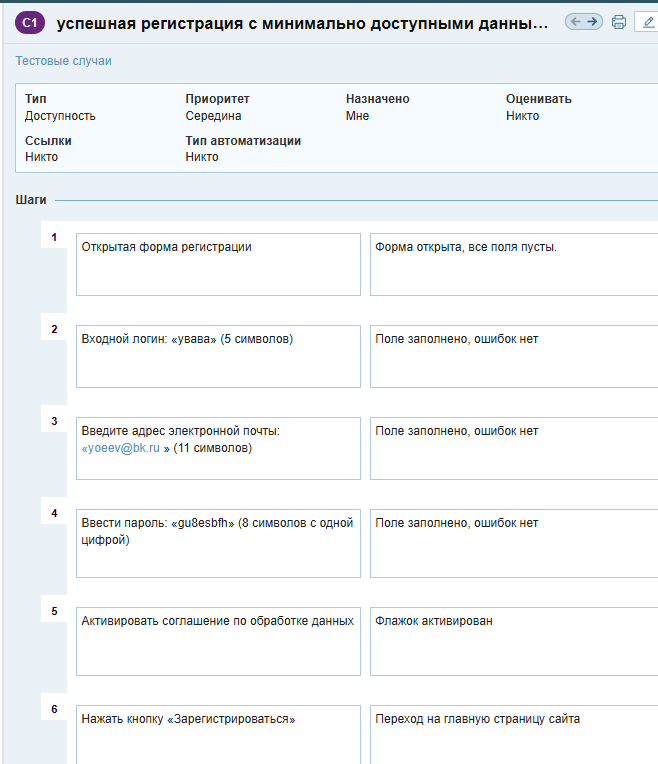 C1 успешная регистрация с минимально доступными данны...
Тестовые случаи
Тип Приоритет Назначено Оценивать
Доступность Середина Мне Никто
Ссылки Тип автоматизации
Никто Никто
Шаги
1
Открытая форма регистрации
Форма открыта, все поля пусты.
2
Входной логин: «увава» (5 символов)
Поле заполнено, ошибок нет
3
Введите адрес электронной почты:
«yoeev@bk.ru » (11 символов)
Поле заполнено, ошибок нет
4
Ввести пароль: «gu8esbfh» (8 символов с одной
цифрой)
Поле заполнено, ошибок нет
5
Активировать соглашение по обработке данных
Флажок активирован
6
Нажать кнопку «Зарегистрироваться»
Переход на главную страницу сайта